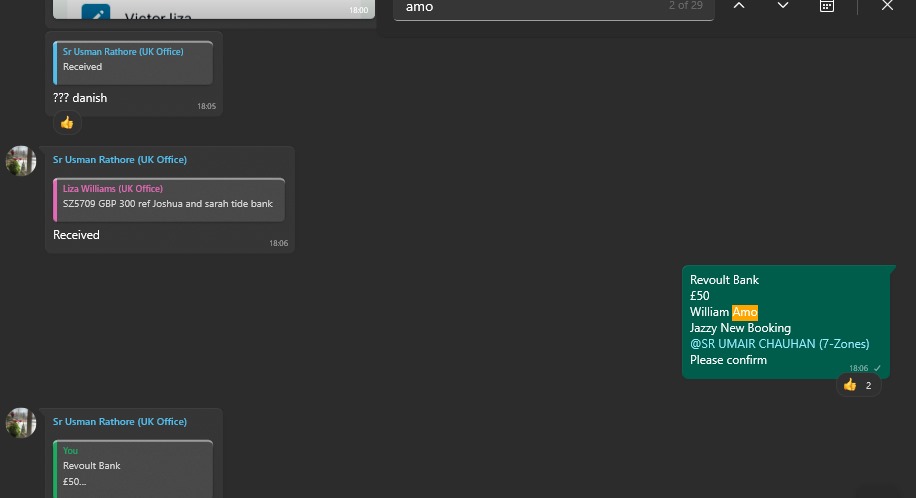 amo
2 of 29
Victor liza
18:00
Sr Usman Rathore (UK Office)
Received
??? danish
18:05
Sr Usman Rathore (UK Office)
Liza Williams (UK Office)
SZ5709 GBP 300 ref Joshua and sarah tide bank
Received
18:06
Revoult Bank
£50
William Amo
Jazzy New Booking
@SR UMAIR CHAUHAN (7-Zones)
Please confirm
18:06
2
Sr Usman Rathore (UK Office)
You
Revoult Bank
£50...